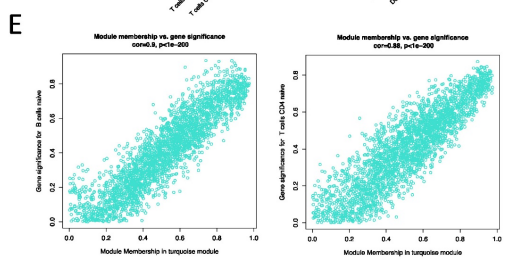 T cells
T cells
E
Module membership vs. gene significance
cor=0.9, p<1e-200
Gene significance for B cells naive
0.0 0.2 0.4 0.6 0.8
0.0 0.2 0.4 0.6 0.8 1.0
Module Membership in turquoise module
Module membership vs. gene significance
cor=0.88, p<1e-200
Gene significance for T cells CD4 naive
0.0 0.2 0.4 0.6 0.8
0.0 0.2 0.4 0.6 0.8 1.0
Module Membership in turquoise module